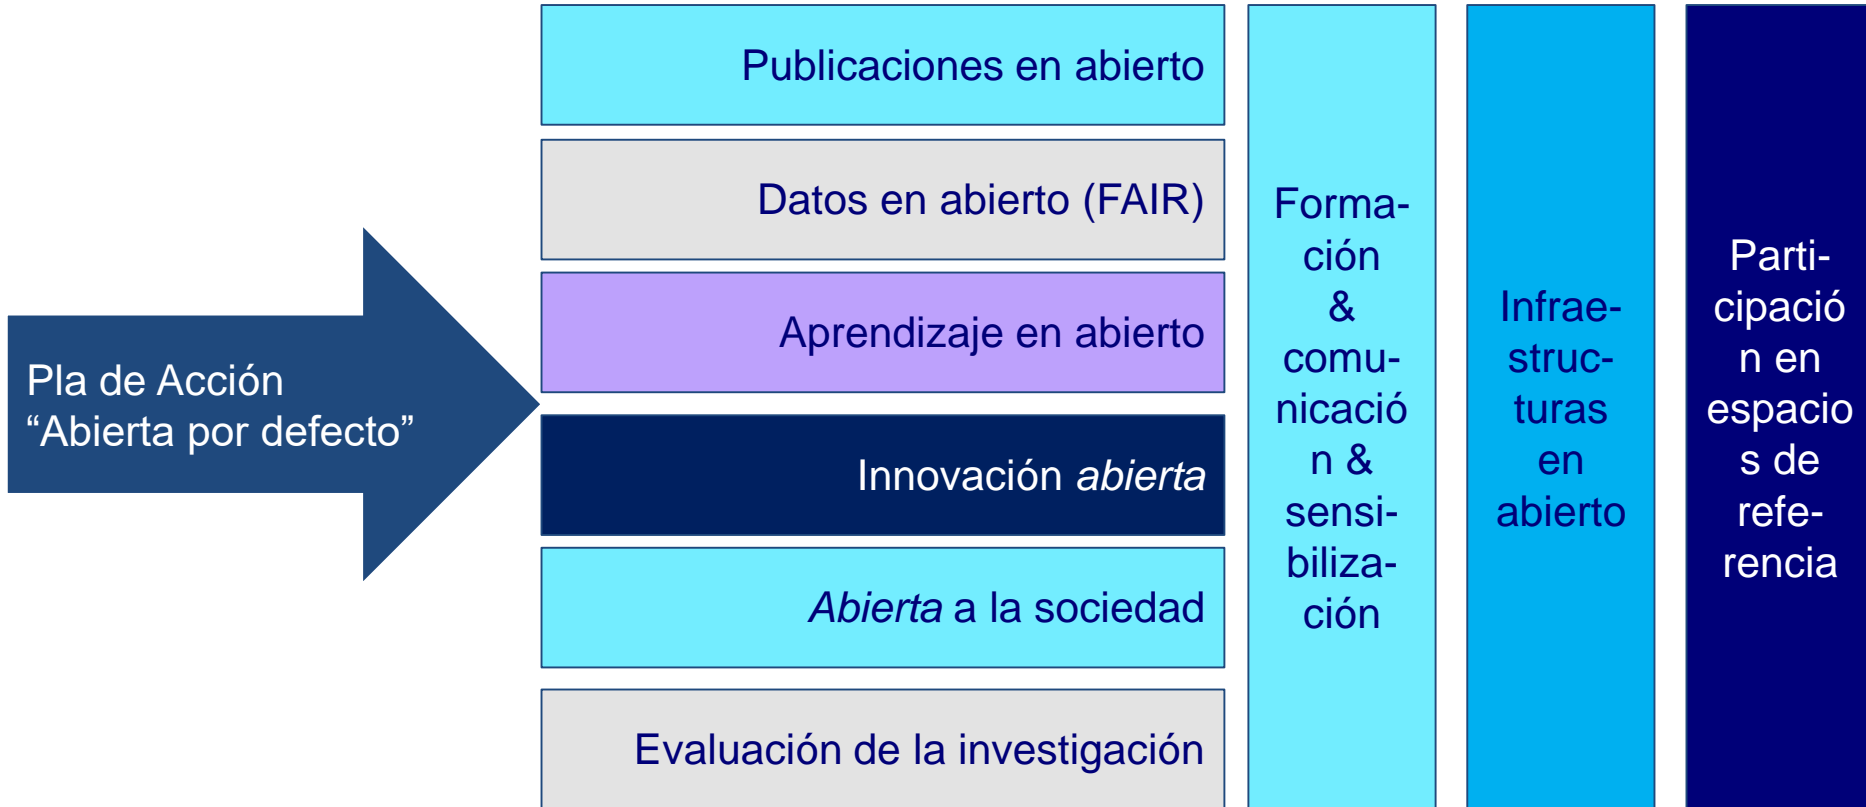 Pla de Acción
“Abierta por defecto”
Publicaciones en abierto
Datos en abierto (FAIR)
Aprendizaje en abierto
Innovación abierta
Abierta a la sociedad
Evaluación de la investigación
Forma-
ción
&
comu-
nicació
n &
sensi-
biliza-
ción
Infrae-
struc-
turas
en
abierto
Parti-
cipació
n en
espacio
s de
refe-
rencia